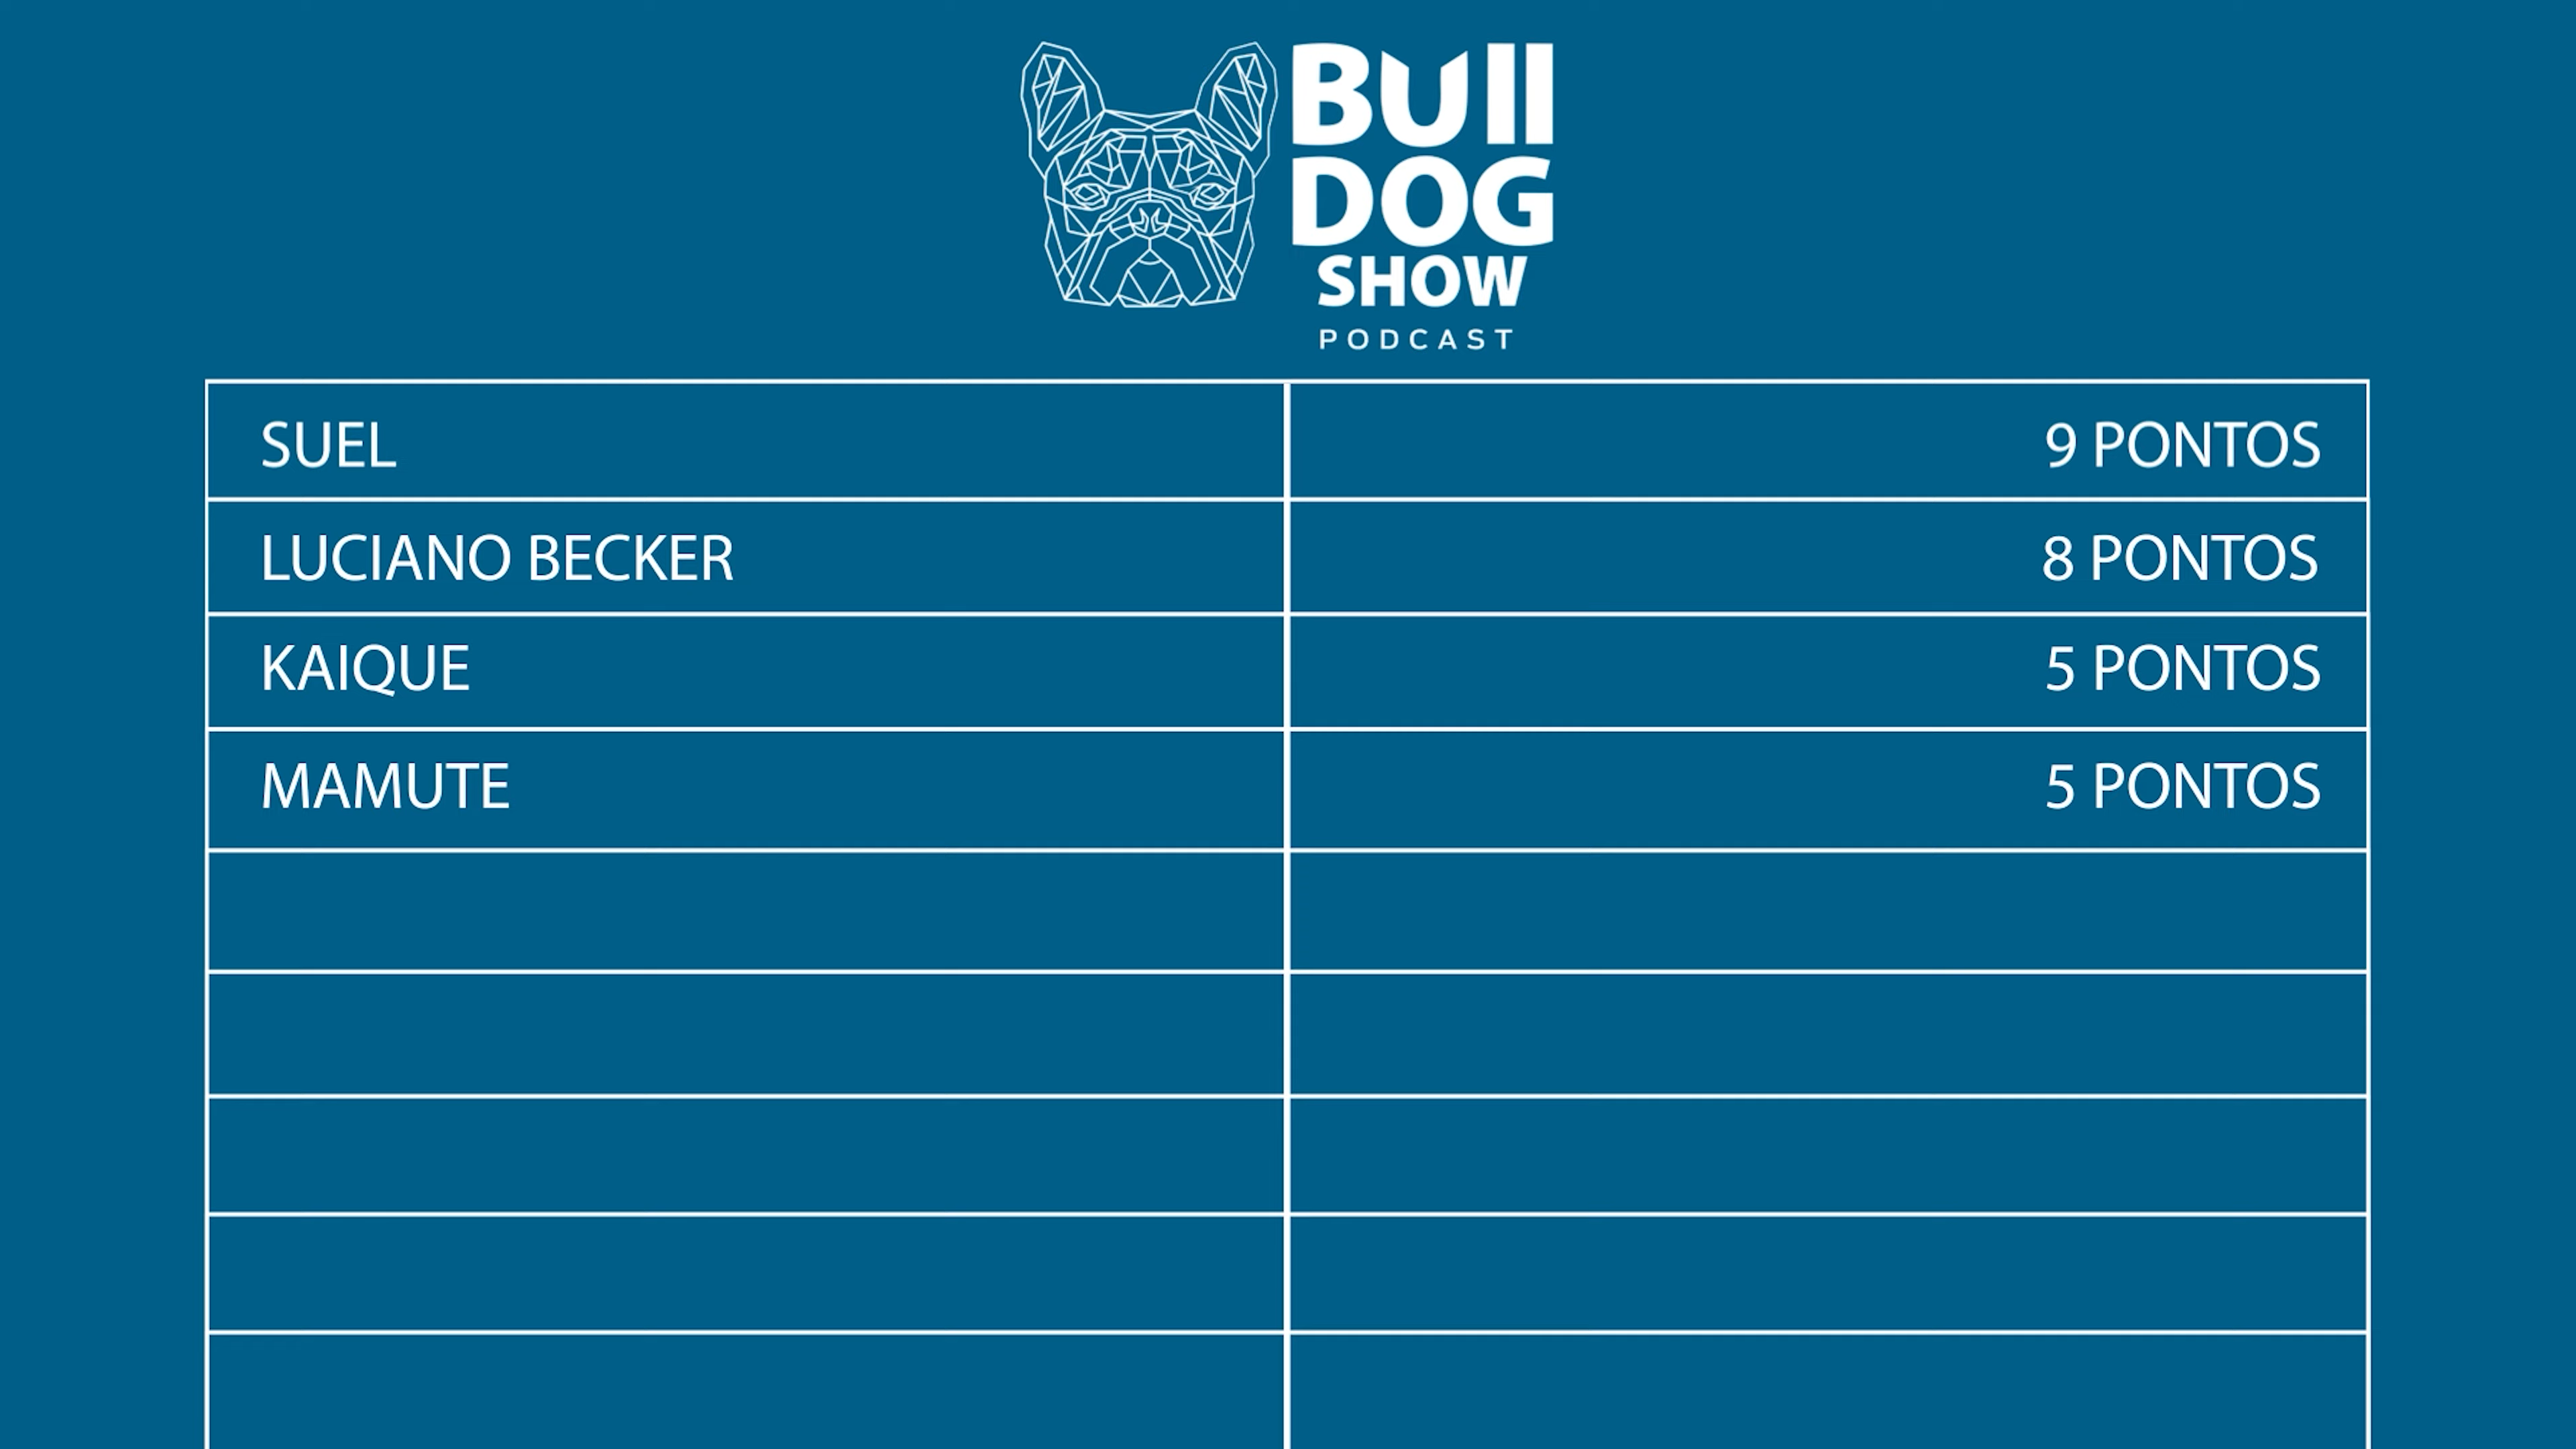 BUll
DOG
SHOW
PODCAST
SUEL 9 PONTOS
LUCIANO BECKER 8 PONTOS
KAIQUE 5 PONTOS
MAMUTE 5 PONTOS